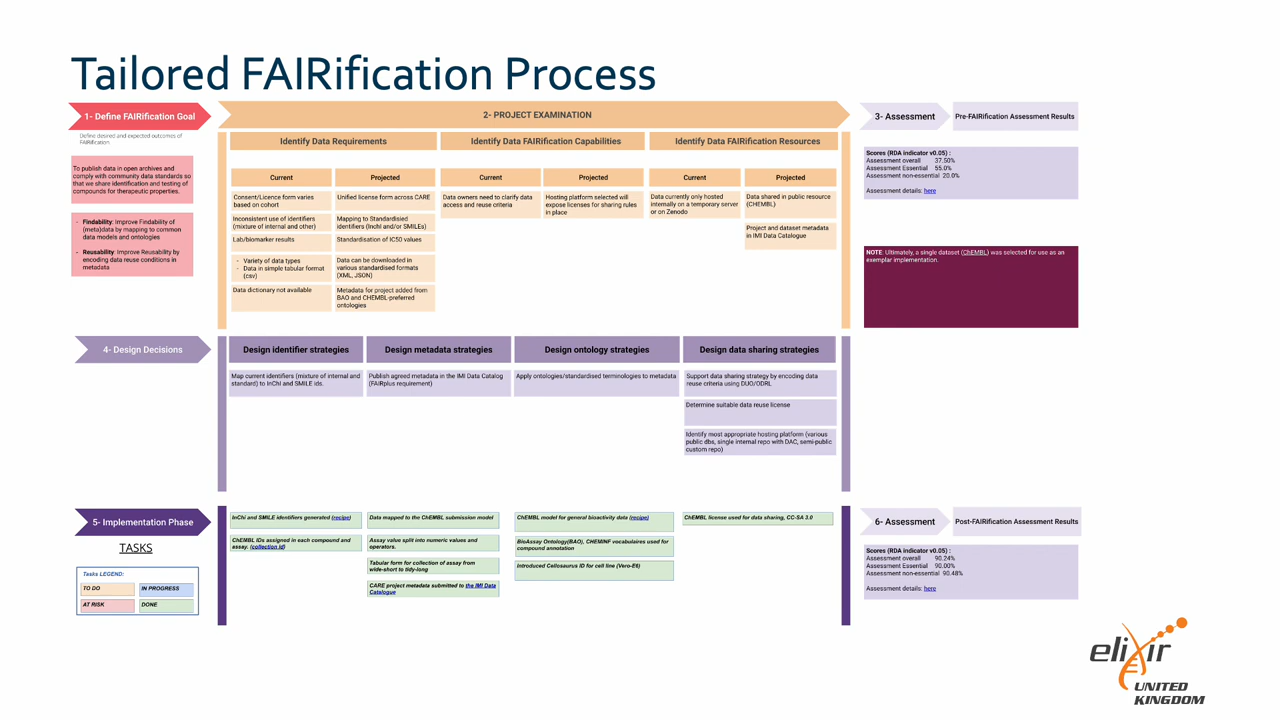 Tailored FAIRification Process
1- Define FAIRification Goal
Define desired and expected outcomes of
FAIRification
To publish data in open archives and
comply with community data standards so
that we share identification and testing of
compounds for therapeutic properties.
- Findability: Improve Findability of
(meta)data by mapping to common
data models and ontologies
- Reusability: Improve Reusability by
encoding data reuse conditions in
metadata
2- PROJECT EXAMINATION
Identify Data Requirements
Current
Projected
Consent/Licence form varies
based on cohort
Unified license form across CARE
Inconsistent use of identifiers
(mixture of internal and other)
Mapping to Standardisied
identifiers (Inchl and/or SMILEs)
Lab/biomarker results
Standardisation of IC50 values
- Variety of data types
- Data in simple tabular format
(csv)
Data can be downloaded in
various standardised formats
(XML, JSON)
Data dictionary not available
Metadata for project added from
BAO and CHEMBL-preferred
ontologies
Identify Data FAIRification Capabilities
Current
Projected
Data owners need to clarify data
access and reuse criteria
Hosting platform selected will
expose licenses for sharing rules
in place
Identify Data FAIRification Resources
Current
Projected
Data currently only hosted
internally on a temporary server
or on Zenodo
Data shared in public resource
(CHEMBL)
Project and dataset metadata
in IMI Data Catalogue
3- Assessment
Pre-FAIRification Assessment Results
Scores (RDA indicator v0.05) :
Assessment overall 37.50%
Assessment Essential 55.0%
Assessment non-essential 20.0%
Assessment details: here
NOTE: Ultimately, a single dataset (ChEMBL) was selected for use as an
exemplar implementation.
4- Design Decisions
Design identifier strategies
Map current identifiers (mixture of internal and
standard) to InChI and SMILE ids.
Design metadata strategies
Publish agreed metadata in the IMI Data Catalog
(FAIRplus requirement)
Design ontology strategies
Apply ontologies/standardised terminologies to metadata
Design data sharing strategies
Support data sharing strategy by encoding data
reuse criteria using DUO/ODRL
Determine suitable data reuse license
Identify most appropriate hosting platform (various
public dbs, single internal repo with DAC, semi-public
custom repo)
5- Implementation Phase
TASKS
Tasks LEGEND:
TO DO
IN PROGRESS
AT RISK
DONE
InChi and SMILE identifiers generated (recipe)
ChEMBL IDs assigned in each compound and
assay. (collection id)
Data mapped to the ChEMBL submission model
Assay value split into numeric values and
operators.
Tabular form for collection of assay from
wide-short to tidy-long
CARE project metadata submitted to the IMI Data
Catalogue
ChEMBL model for general bioactivity data (recipe)
BioAssay Ontology(BAO), CHEMINF vocabulaires used for
compound annotation
Introduced Cellosaurus ID for cell line (Vero-E6)
ChEMBL license used for data sharing, CC-SA 3.0
6- Assessment
Post-FAIRification Assessment Results
Scores (RDA indicator v0.05) :
Assessment overall 90.24%
Assessment Essential 90.00%
Assessment non-essential 90.48%
Assessment details: here
elixir
UNITED
KINGDOM